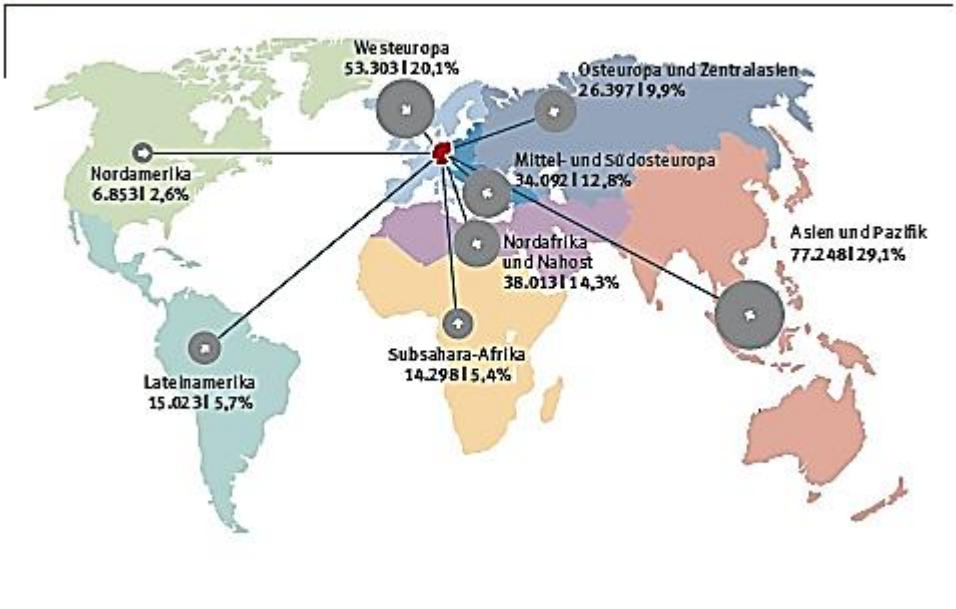 Westeuropa
53.303 | 20,1%
Osteuropa und Zentralasien
26.397 | 9,9%
Nordamerika
6.853 | 2,6%
Mittel- und Südosteuropa
34.092 | 12,8%
Asien und Pazifik
77.248 | 29,1%
Nordafrika
und Nahost
38.013 | 14,3%
Subsahara-Afrika
14.298 | 5,4%
Lateinamerika
15.023 | 5,7%